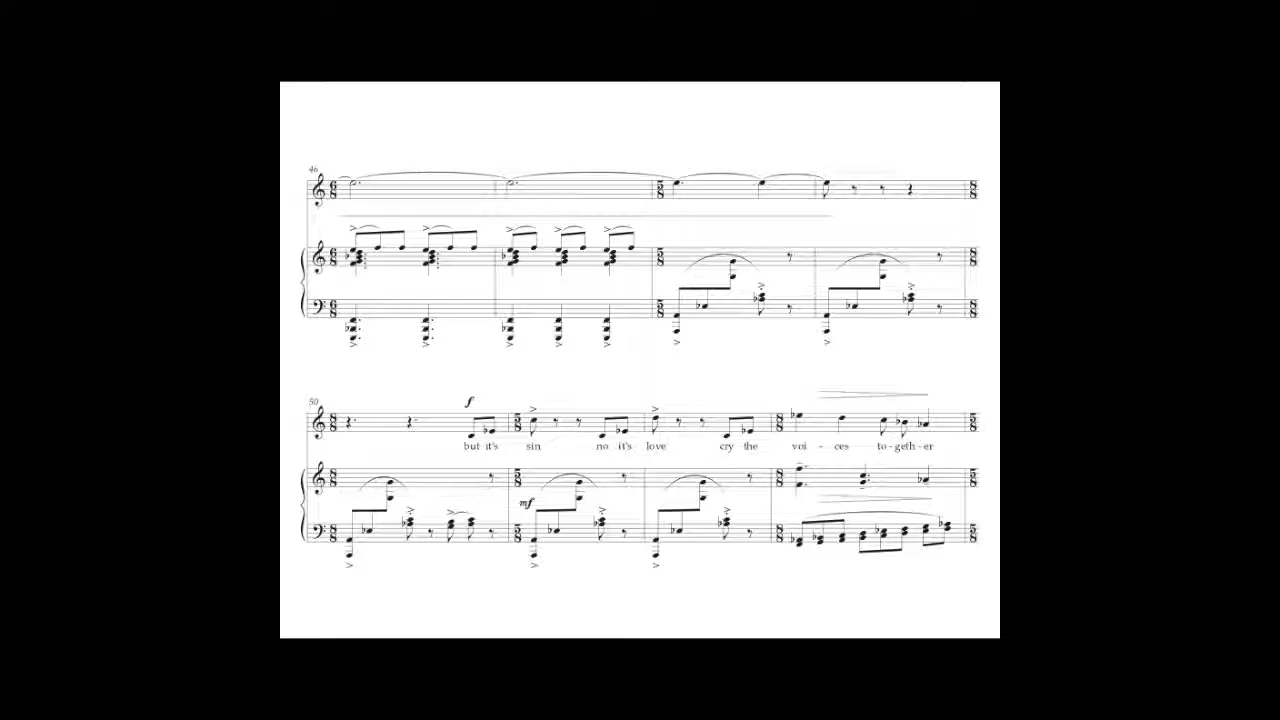 46
50
f
but it's sin no it's love cry the voi - ces to - geth - er
mf